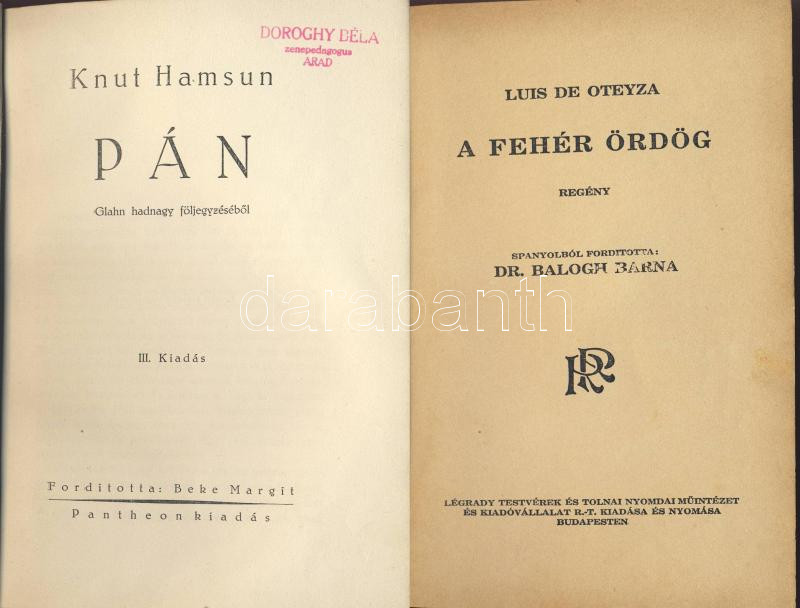 DOROGHY BÉLA
zenepedagogus
ARAD
Knut Hamsun
PÁN
Glahn hadnagy följegyzéséből
III. Kiadás
Fordította: Beke Margit
Pantheon kiadás
LUIS DE OTEYZA
A FEHÉR ÖRDÖG
REGÉNY
SPANYOLBÓL FORDITOTTA:
DR. BALOGH BARNA
RR
LÉGRADY TESTVÉREK ÉS TOLNAI NYOMDAI MŰINTÉZET
ÉS KIADÓVÁLLALAT R.-T. KIADÁSA ÉS NYOMÁSA
BUDAPESTEN
darabanth